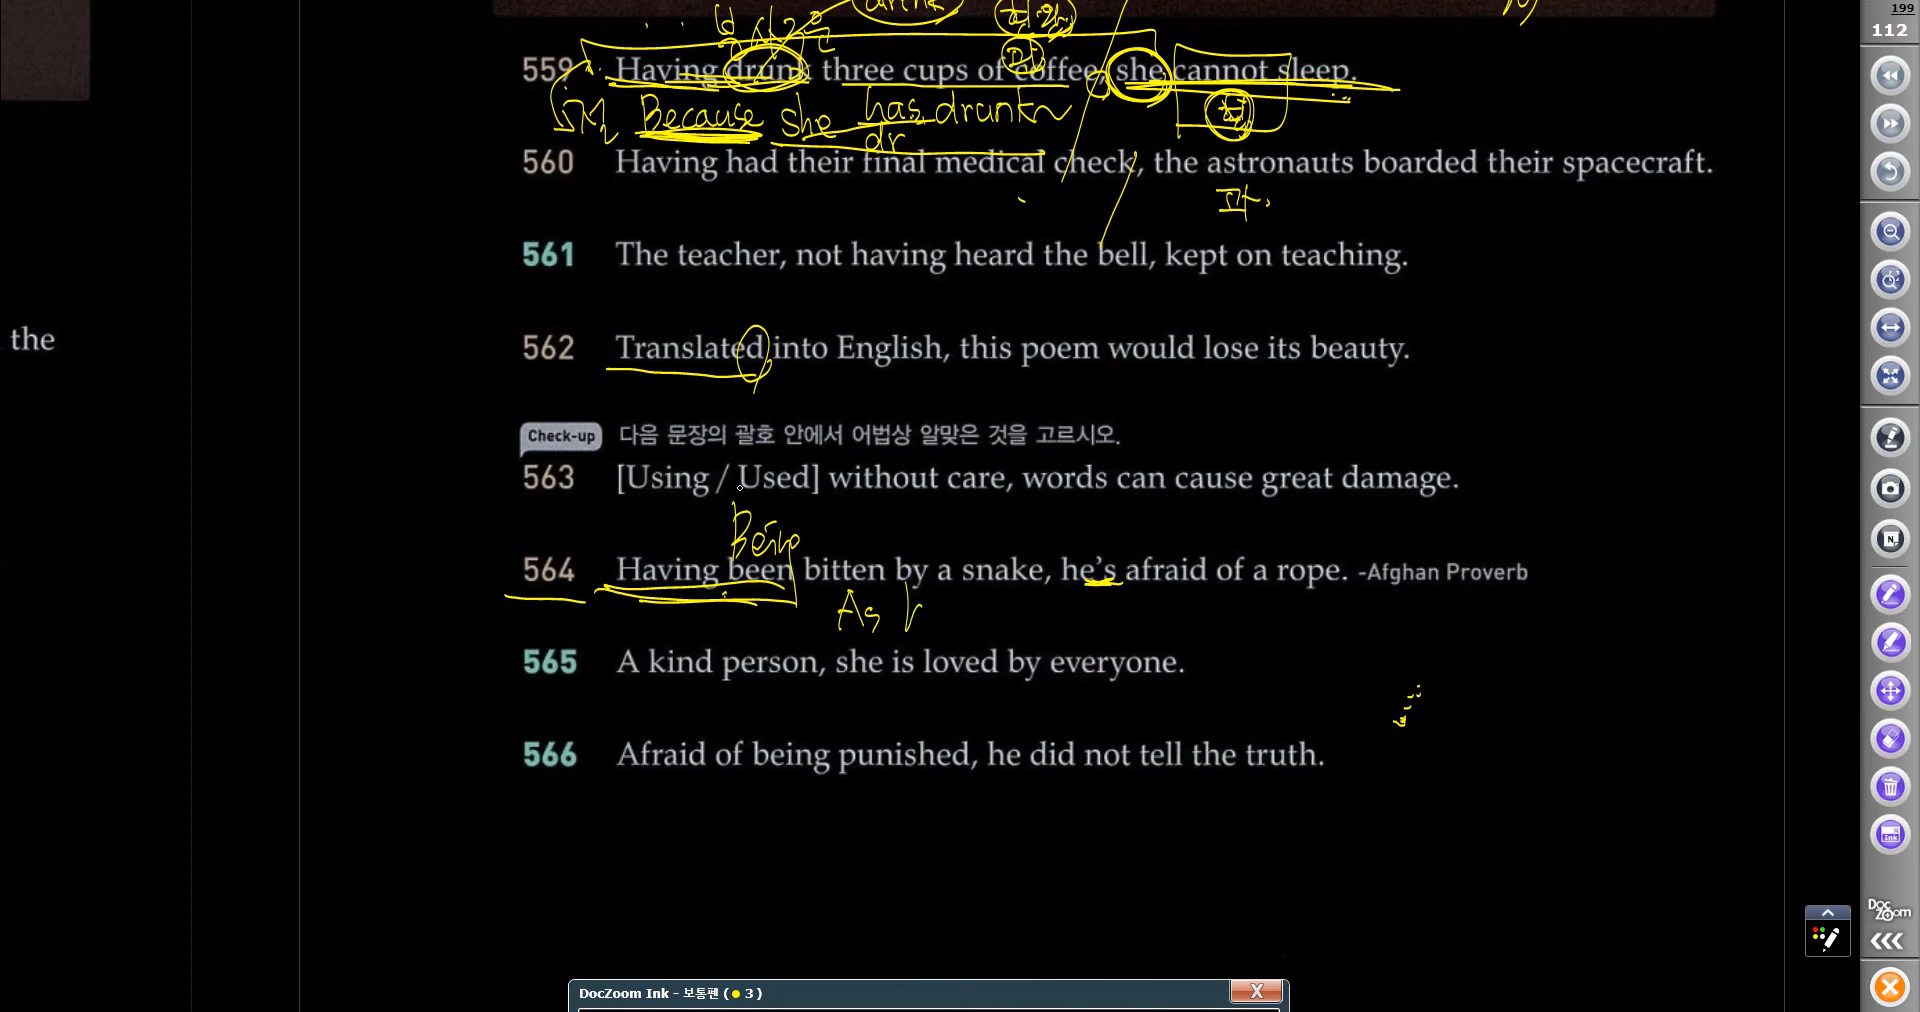 199
112
559 Having drunk three cups of coffee, she cannot sleep.
Because she has drunk
dr
560 Having had their final medical check, the astronauts boarded their spacecraft.
과
561 The teacher, not having heard the bell, kept on teaching.
the
562 Translated into English, this poem would lose its beauty.
Check-up 다음 문장의 괄호 안에서 어법상 알맞은 것을 고르시오.
563 [Using / Used] without care, words can cause great damage.
Being
564 Having been bitten by a snake, he's afraid of a rope. -Afghan Proverb
As h
565 A kind person, she is loved by everyone.
566 Afraid of being punished, he did not tell the truth.
Doc Zoom
DocZoom Ink - 보통펜 ( 3 )